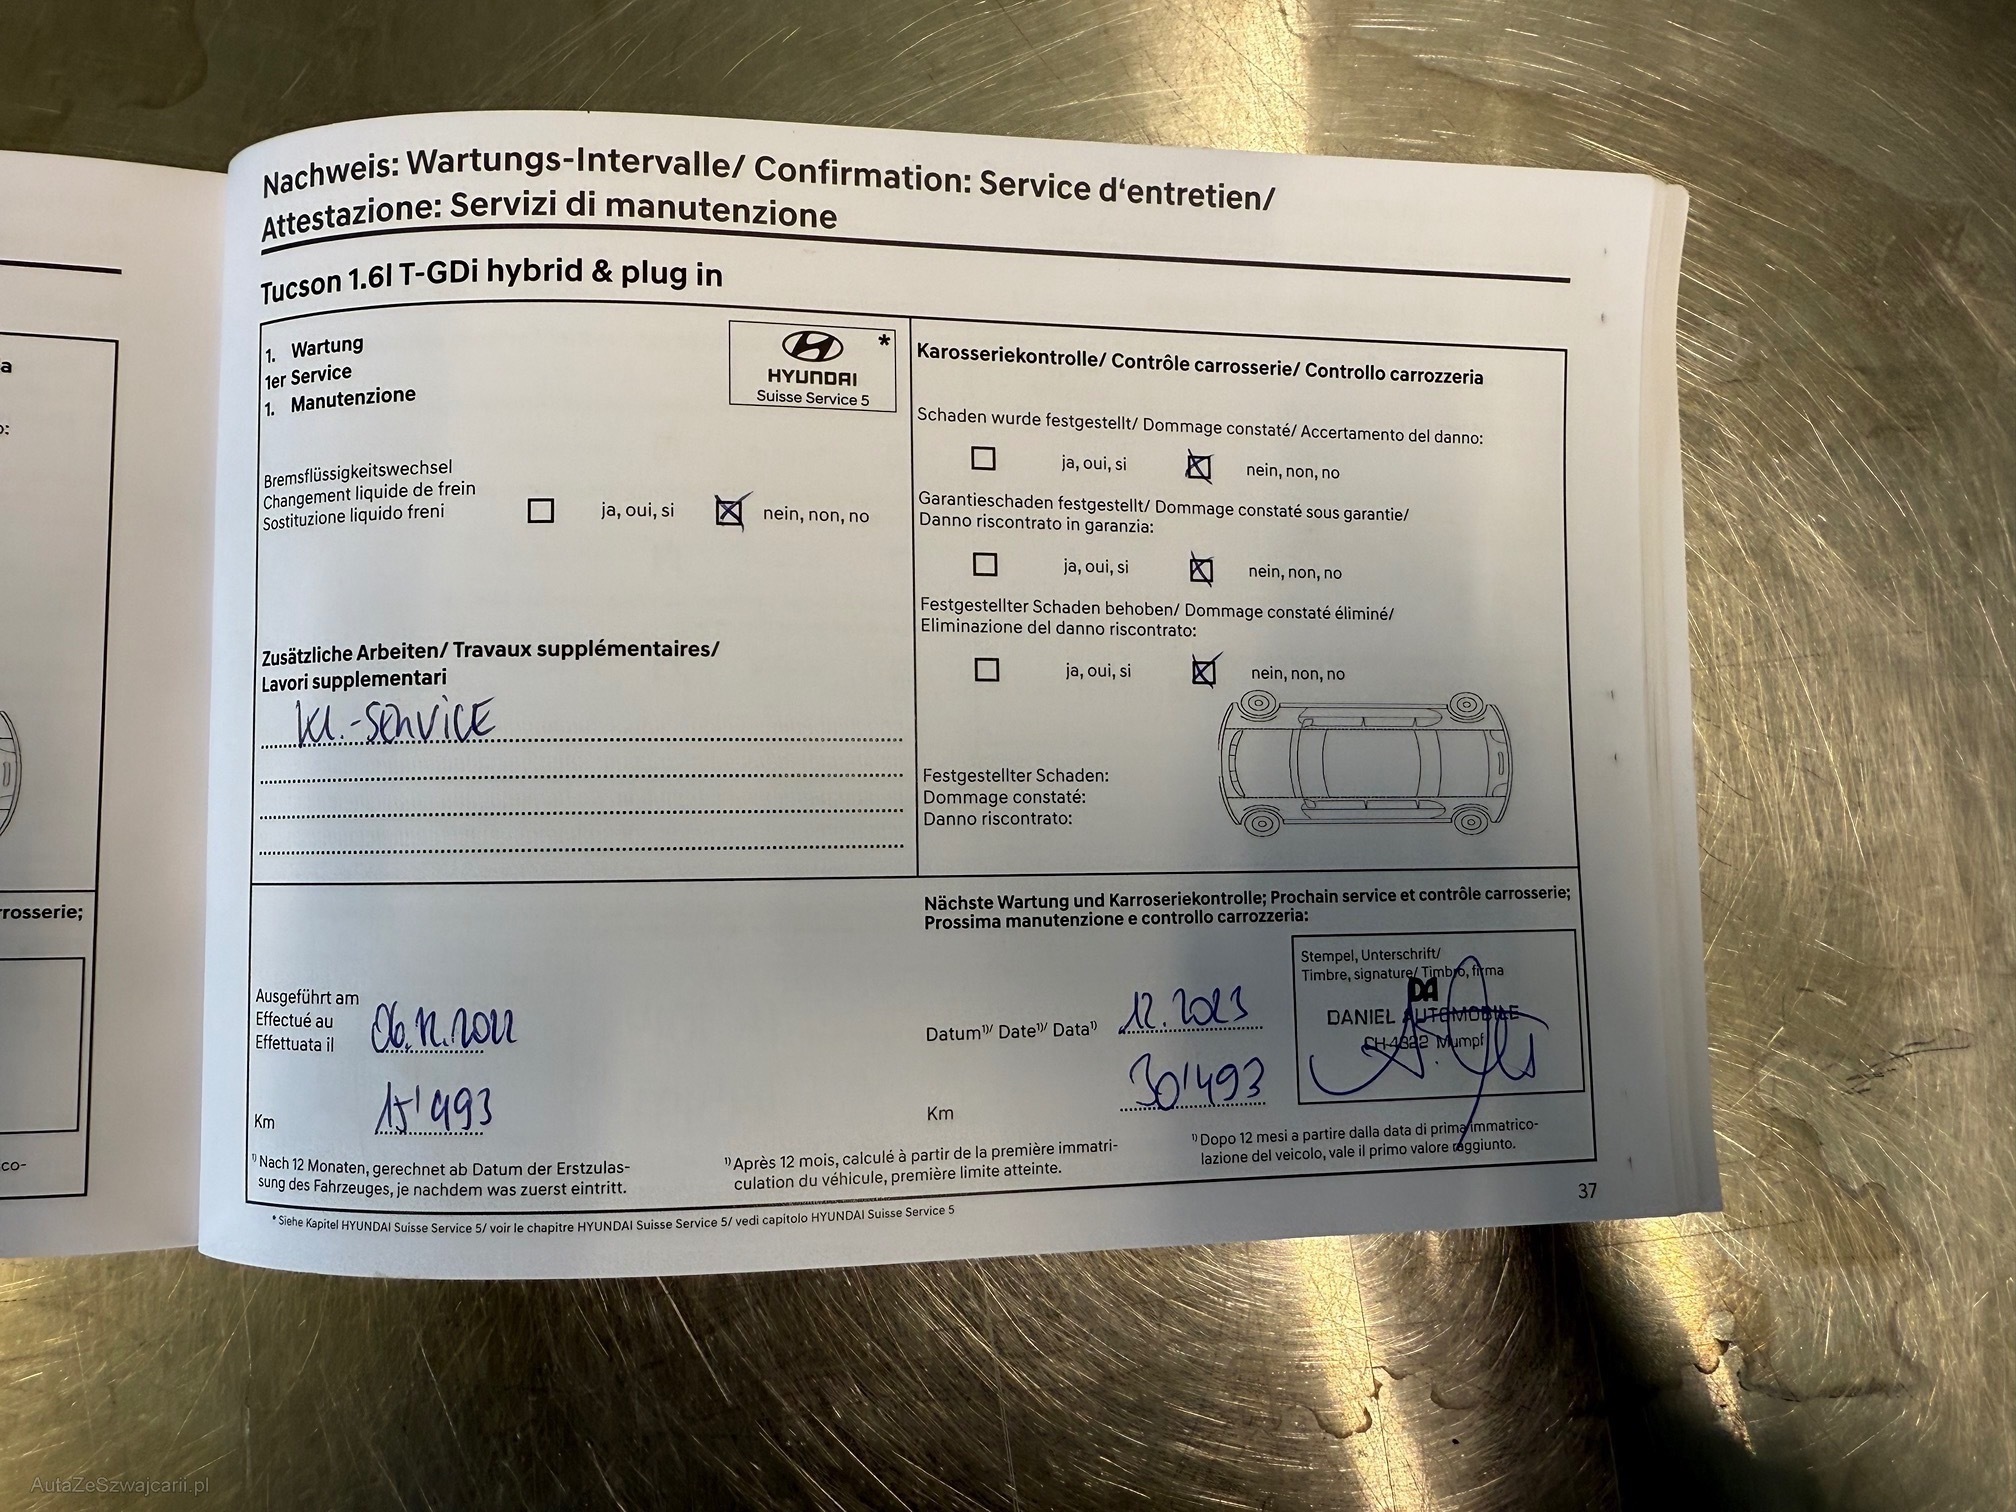 Nachweis: Wartungs-Intervalle/ Confirmation: Service d‘entretien/
Attestazione: Servizi di manutenzione
Tucson 1.6l T-GDi hybrid & plug in
1. Wartung
1er Service
1. Manutenzione
HYUNDAI *
Suisse Service 5
Bremsflüssigkeitswechsel
Changement liquide de frein
Sostituzione liquido freni
ja, oui, si
nein, non, no
Zusätzliche Arbeiten/ Travaux supplémentaires/
Lavori supplementari
Kl.-SERVICE
Karosseriekontrolle/ Contrôle carrosserie/ Controllo carrozzeria
Schaden wurde festgestellt/ Dommage constaté/ Accertamento del danno:
ja, oui, si
nein, non, no
Garantieschaden festgestellt/ Dommage constaté sous garantie/
Danno riscontrato in garanzia:
ja, oui, si
nein, non, no
Festgestellter Schaden behoben/ Dommage constaté éliminé/
Eliminazione del danno riscontrato:
ja, oui, si
nein, non, no
Festgestellter Schaden:
Dommage constaté:
Danno riscontrato:
Ausgeführt am
Effectué au
Effettuata il
06.12.2022
Km
15'493
Nächste Wartung und Karroseriekontrolle; Prochain service et contrôle carrosserie;
Prossima manutenzione e controllo carrozzeria:
Datum¹⁾/ Date¹⁾/ Data¹⁾
12.2023
Km
30'493
Stempel, Unterschrift/
Timbre, signature/ Timbro, firma
DA
DANIEL AUTOMOBILE
CH-4322 Mumpf
¹⁾ Nach 12 Monaten, gerechnet ab Datum der Erstzulas-
sung des Fahrzeuges, je nachdem was zuerst eintritt.
¹⁾ Après 12 mois, calculé à partir de la première immatri-
culation du véhicule, première limite atteinte.
¹⁾ Dopo 12 mesi a partire dalla data di prima immatrico-
lazione del veicolo, vale il primo valore raggiunto.
* Siehe Kapitel HYUNDAI Suisse Service 5/ voir le chapitre HYUNDAI Suisse Service 5/ vedi capitolo HYUNDAI Suisse Service 5
37
rrosserie;
co-
AutaZeSzwajcarii.pl